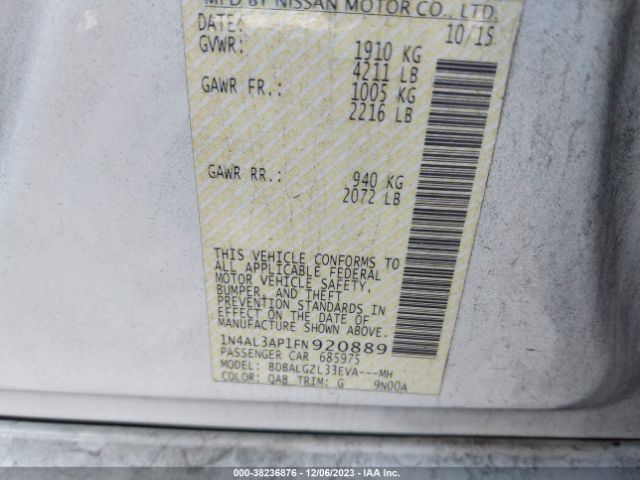 MFD BY NISSAN MOTOR CO., LTD.
DATE: 10/15
GVWR: 1910 KG
4211 LB
GAWR FR.: 1005 KG
2216 LB
GAWR RR.: 940 KG
2072 LB
THIS VEHICLE CONFORMS TO
ALL APPLICABLE FEDERAL
MOTOR VEHICLE SAFETY,
BUMPER, AND THEFT
PREVENTION STANDARDS IN
EFFECT ON THE DATE OF
MANUFACTURE SHOWN ABOVE.
1N4AL3AP1FN920889
PASSENGER CAR 685975
MODEL: BDBALGZL33EVA---MH
COLOR: QAB TRIM: G 9N00A
000-38236876 • 12/06/2023 • IAA Inc.